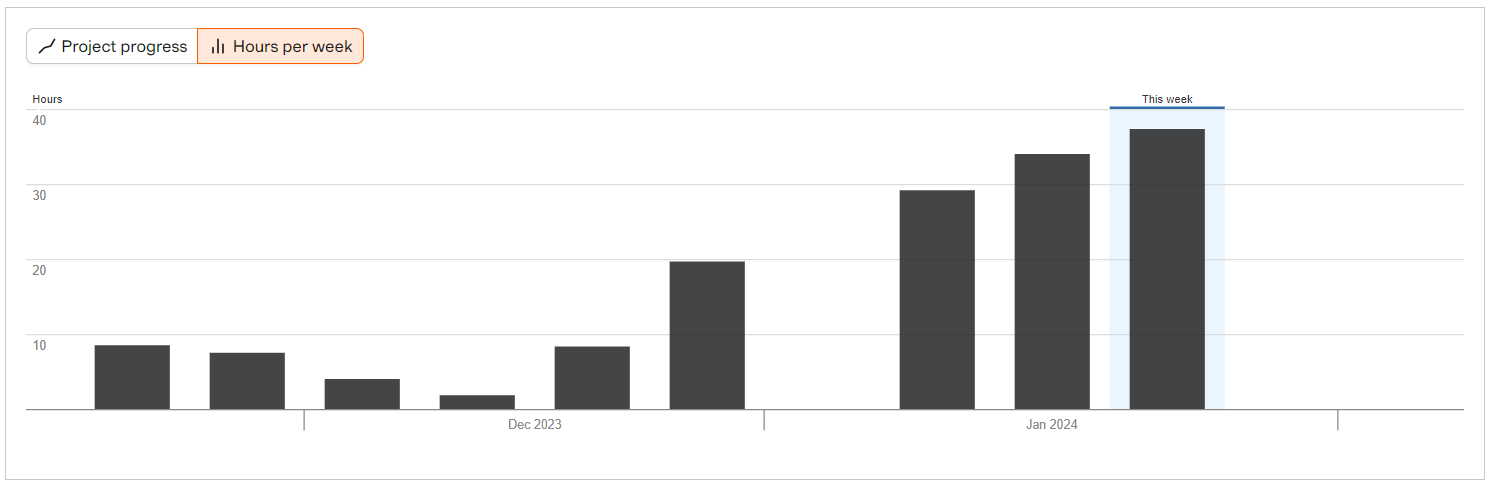 Project progress
Hours per week
Hours
This week
40
30
20
10
Dec 2023
Jan 2024